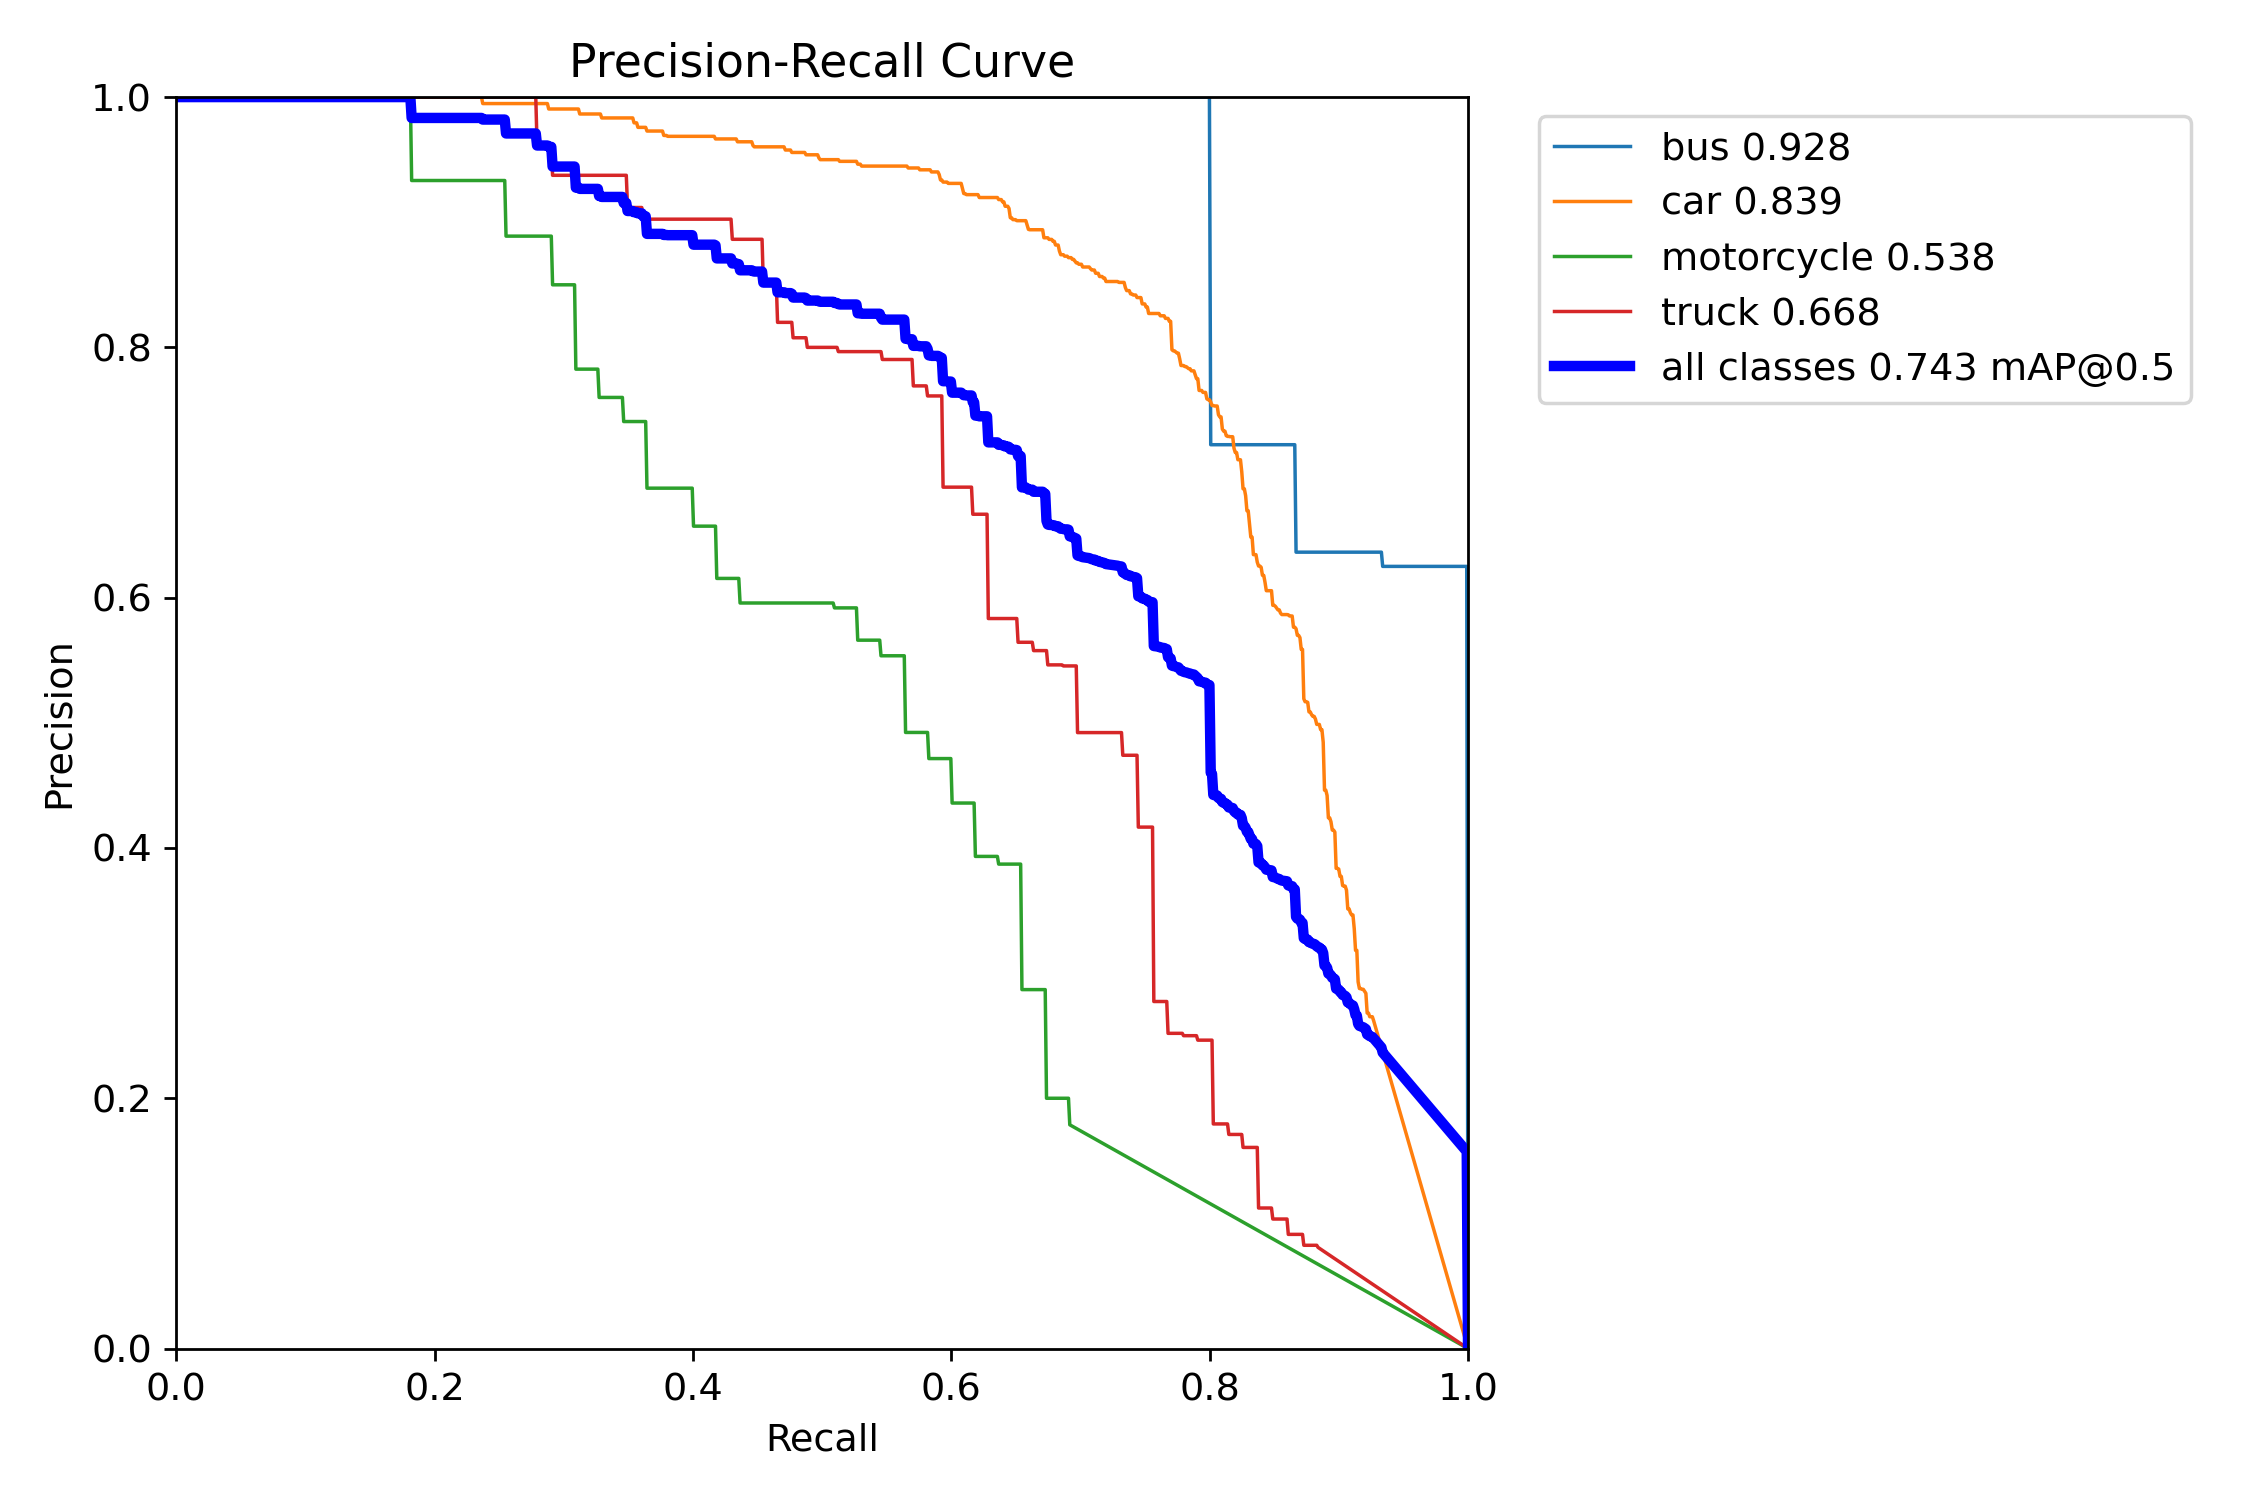 Precision-Recall Curve
1.0
0.8
0.6
0.4
0.2
0.0
Precision
0.0 0.2 0.4 0.6 0.8 1.0
Recall
bus 0.928
car 0.839
motorcycle 0.538
truck 0.668
all classes 0.743 mAP@0.5